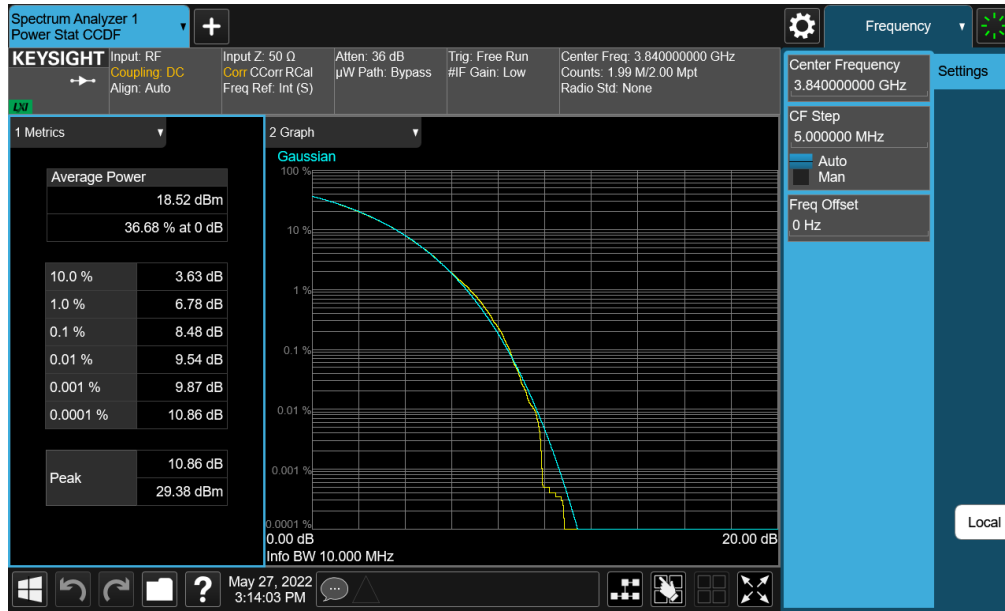 Spectrum Analyzer 1
Power Stat CCDF
Frequency
KEYSIGHT
LXI
Input: RF
Coupling: DC
Align: Auto
Input Z: 50 Ω
Corr CCorr RCal
Freq Ref: Int (S)
Atten: 36 dB
µW Path: Bypass
Trig: Free Run
#IF Gain: Low
Center Freq: 3.840000000 GHz
Counts: 1.99 M/2.00 Mpt
Radio Std: None
Center Frequency
3.840000000 GHz
Settings
CF Step
5.000000 MHz
Auto
Man
Freq Offset
0 Hz
Local
1 Metrics
Average Power
18.52 dBm
36.68 % at 0 dB
10.0 % 3.63 dB
1.0 % 6.78 dB
0.1 % 8.48 dB
0.01 % 9.54 dB
0.001 % 9.87 dB
0.0001 % 10.86 dB
Peak
10.86 dB
29.38 dBm
2 Graph
Gaussian
100 %
10 %
1 %
0.1 %
0.01 %
0.001 %
0.0001 %
0.00 dB 20.00 dB
Info BW 10.000 MHz
?
May 27, 2022
3:14:03 PM